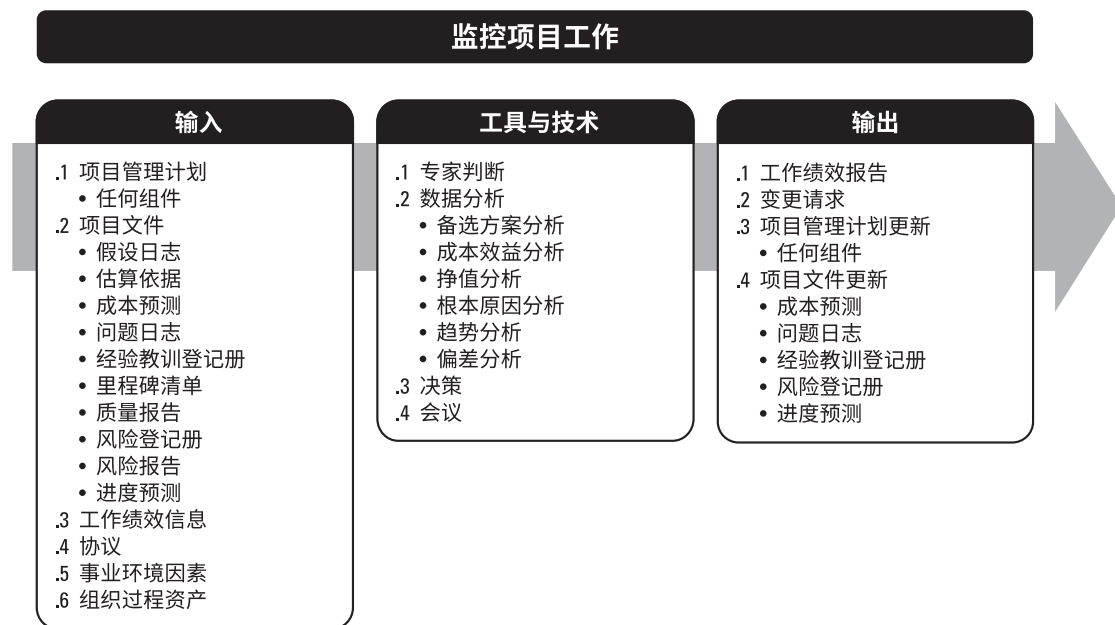 监控项目工作
输入
.1 项目管理计划
• 任何组件
.2 项目文件
• 假设日志
• 估算依据
• 成本预测
• 问题日志
• 经验教训登记册
• 里程碑清单
• 质量报告
• 风险登记册
• 风险报告
• 进度预测
.3 工作绩效信息
.4 协议
.5 事业环境因素
.6 组织过程资产
工具与技术
.1 专家判断
.2 数据分析
• 备选方案分析
• 成本效益分析
• 挣值分析
• 根本原因分析
• 趋势分析
• 偏差分析
.3 决策
.4 会议
输出
.1 工作绩效报告
.2 变更请求
.3 项目管理计划更新
• 任何组件
.4 项目文件更新
• 成本预测
• 问题日志
• 经验教训登记册
• 风险登记册
• 进度预测